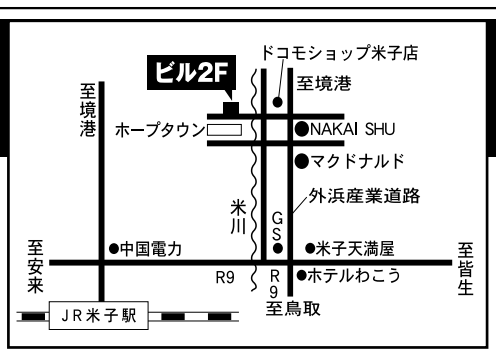 ドコモショップ米子店
ビル2F
至境港
至境港
ホープタウン
NAKAI SHU
マクドナルド
外浜産業道路
米川
GS
中国電力
米子天満屋
至安来
至皆生
R9
R9
ホテルわこう
至鳥取
JR米子駅